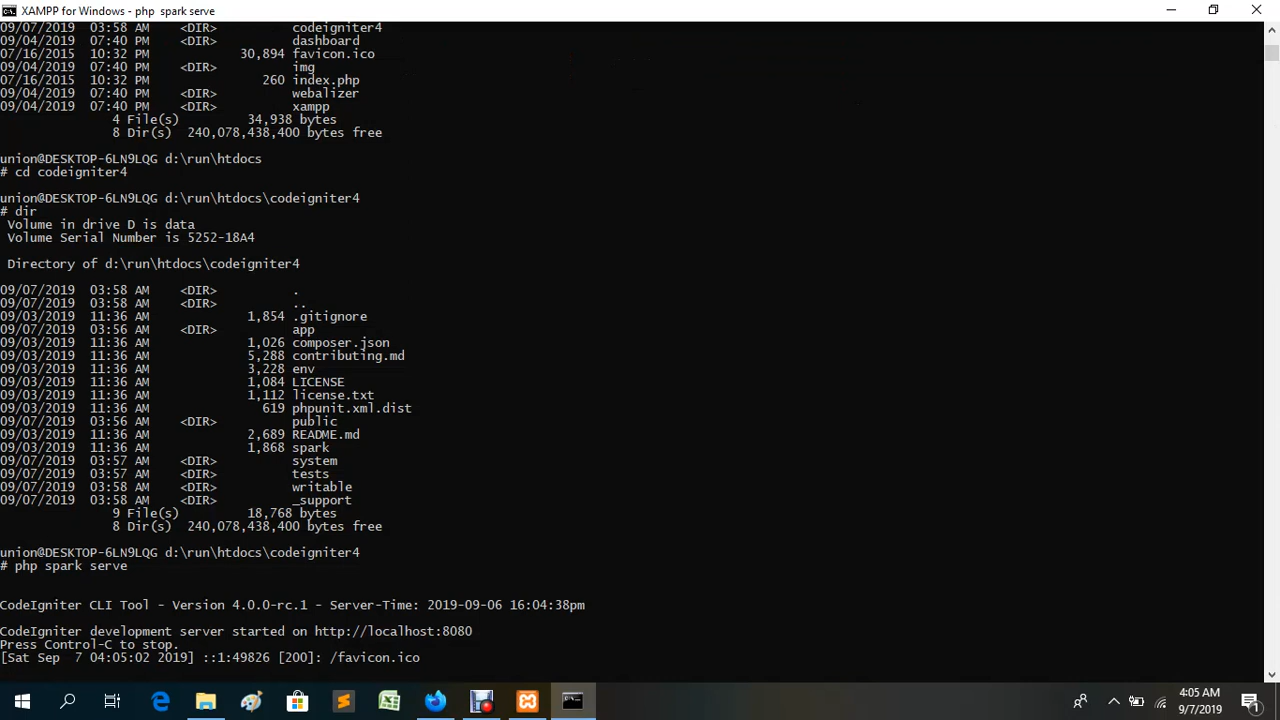 XAMPP for Windows - php  spark serve
09/07/2019  03:58 AM    <DIR>          codeigniter4
09/04/2019  07:40 PM    <DIR>          dashboard
07/16/2015  10:32 PM            30,894 favicon.ico
09/04/2019  07:40 PM    <DIR>          img
07/16/2015  10:32 PM               260 index.php
09/04/2019  07:40 PM    <DIR>          webalizer
09/04/2019  07:40 PM    <DIR>          xampp
               4 File(s)         34,938 bytes
               8 Dir(s)  240,078,438,400 bytes free
union@DESKTOP-6LN9LQG d:\run\htdocs
# cd codeigniter4
union@DESKTOP-6LN9LQG d:\run\htdocs\codeigniter4
# dir
 Volume in drive D is data
 Volume Serial Number is 5252-18A4
 Directory of d:\run\htdocs\codeigniter4
09/07/2019  03:58 AM    <DIR>          .
09/07/2019  03:58 AM    <DIR>          ..
09/03/2019  11:36 AM             1,854 .gitignore
09/07/2019  03:58 AM    <DIR>          app
09/03/2019  11:36 AM             1,026 composer.json
09/03/2019  11:36 AM             5,288 contributing.md
09/03/2019  11:36 AM             3,228 env
09/03/2019  11:36 AM             1,084 LICENSE
09/03/2019  11:36 AM             1,112 license.txt
09/03/2019  11:36 AM               619 phpunit.xml.dist
09/07/2019  03:58 AM    <DIR>          public
09/03/2019  11:36 AM             2,689 README.md
09/03/2019  11:36 AM             1,868 spark
09/07/2019  03:57 AM    <DIR>          system
09/07/2019  03:57 AM    <DIR>          tests
09/07/2019  03:58 AM    <DIR>          writable
09/07/2019  03:58 AM    <DIR>          _support
               9 File(s)         18,768 bytes
               8 Dir(s)  240,078,438,400 bytes free
union@DESKTOP-6LN9LQG d:\run\htdocs\codeigniter4
# php spark serve
CodeIgniter CLI Tool - Version 4.0.0-rc.1 - Server-Time: 2019-09-06 16:04:38pm
CodeIgniter development server started on http://localhost:8080
Press Control-C to stop.
[Sat Sep  7 04:05:02 2019] ::1:49826 [200]: /favicon.ico
4:05 AM
9/7/2019
1